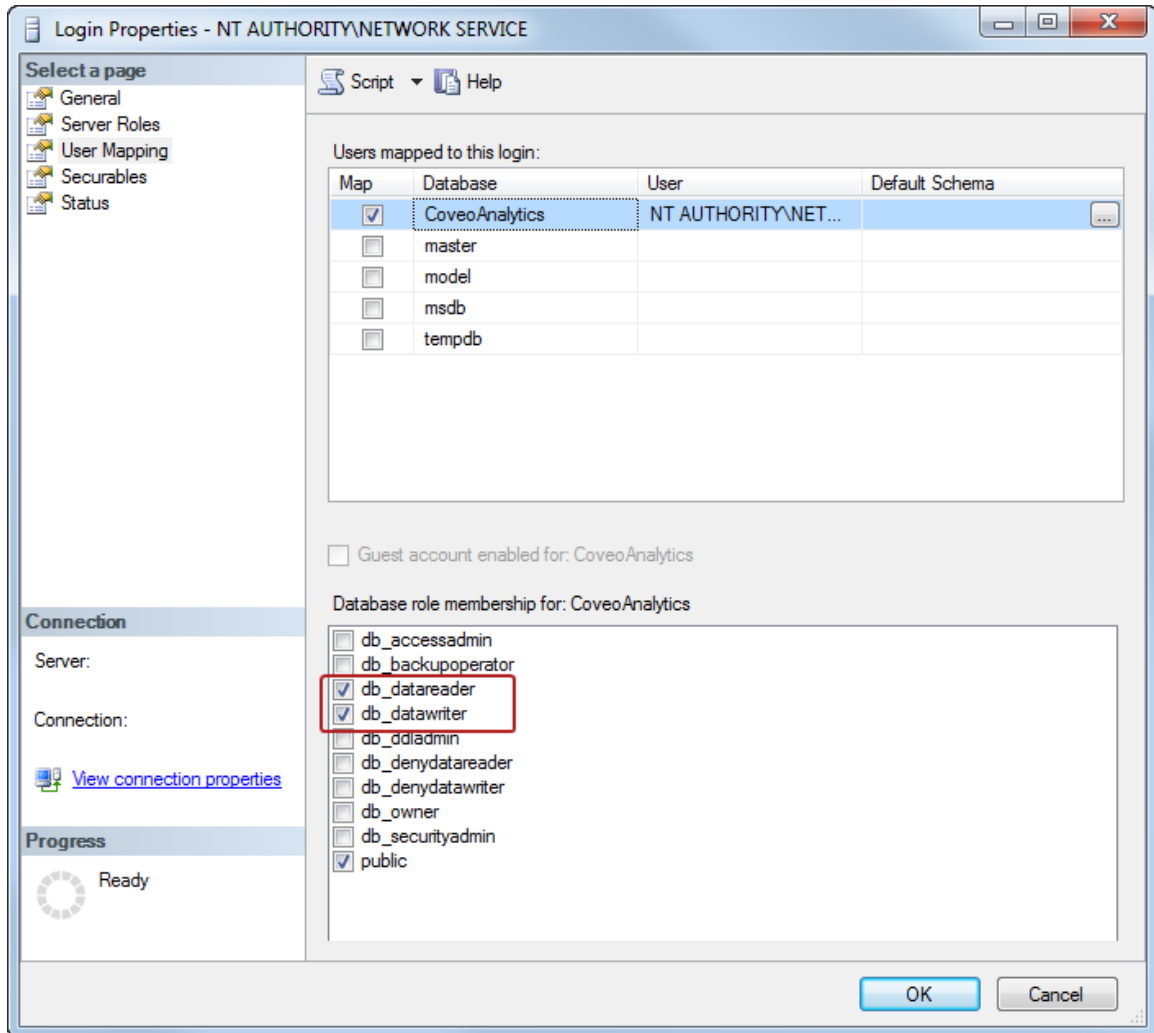 Login Properties - NT AUTHORITY\NETWORK SERVICE
Select a page
General
Server Roles
User Mapping
Securables
Status
Script Help
Users mapped to this login:
Map Database User Default Schema
CoveoAnalytics NT AUTHORITY\NET... ...
master
model
msdb
tempdb
Guest account enabled for: CoveoAnalytics
Database role membership for: CoveoAnalytics
db_accessadmin
db_backupoperator
db_datareader
db_datawriter
db_ddladmin
db_denydatareader
db_denydatawriter
db_owner
db_securityadmin
public
Connection
Server:
Connection:
View connection properties
Progress
Ready
OK Cancel